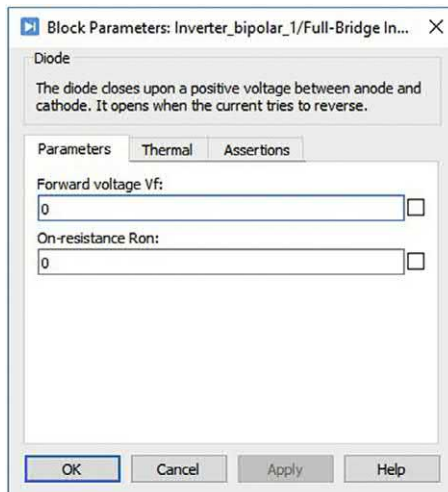 Block Parameters: Inverter_bipolar_1/Full-Bridge In...
Diode
The diode closes upon a positive voltage between anode and
cathode. It opens when the current tries to reverse.
Parameters
Thermal
Assertions
Forward voltage Vf:
0
On-resistance Ron:
0
OK
Cancel
Apply
Help